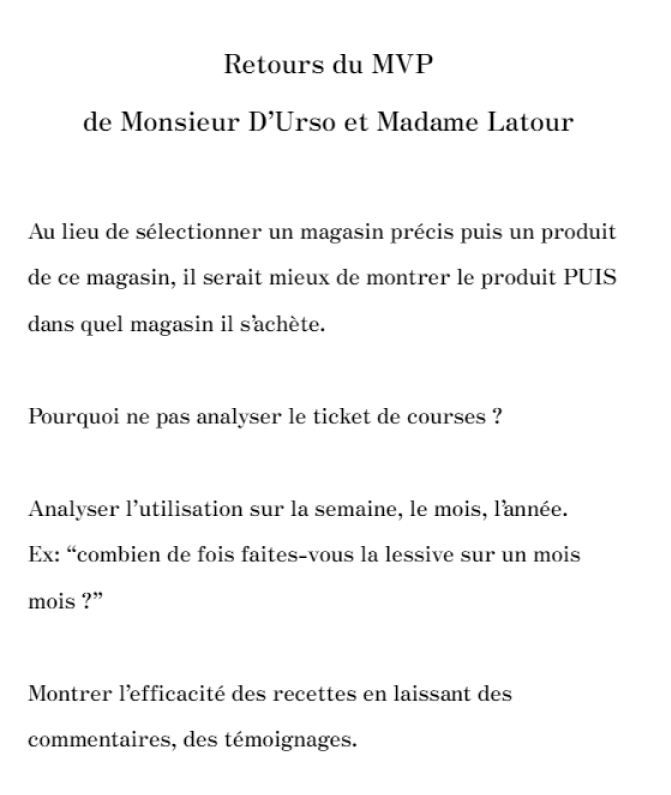 Retours du MVP
de Monsieur D’Urso et Madame Latour
Au lieu de sélectionner un magasin précis puis un produit
de ce magasin, il serait mieux de montrer le produit PUIS
dans quel magasin il s’achète.
Pourquoi ne pas analyser le ticket de courses ?
Analyser l’utilisation sur la semaine, le mois, l’année.
Ex: “combien de fois faites-vous la lessive sur un mois
mois ?”
Montrer l’efficacité des recettes en laissant des
commentaires, des témoignages.